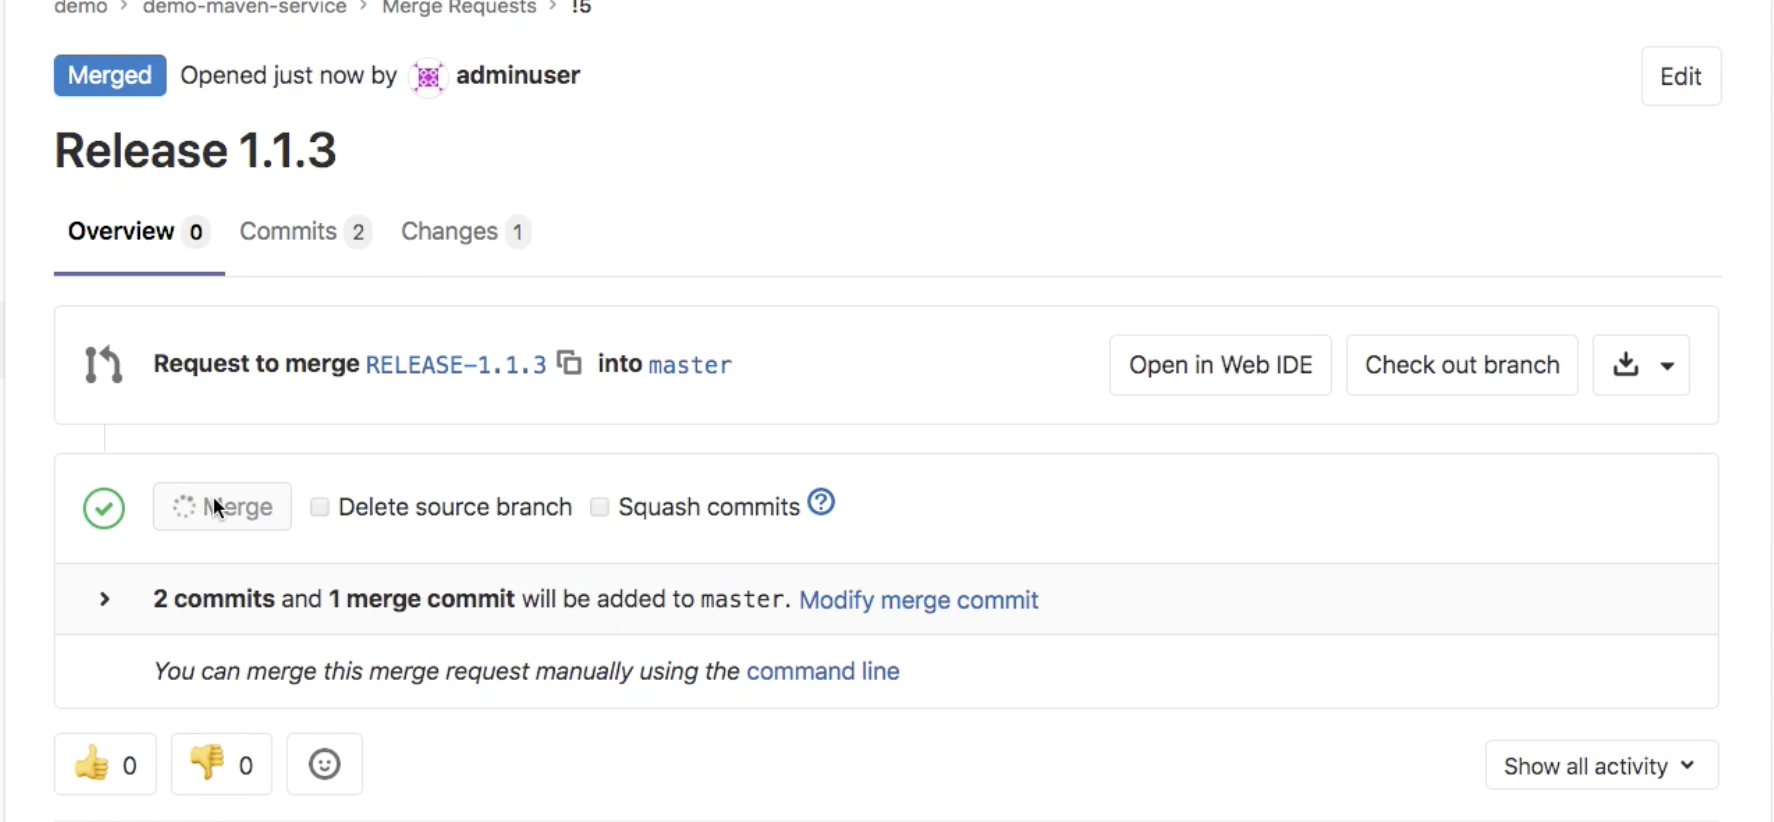 demo > demo-maven-service > Merge Requests > !5
Merged Opened just now by adminuser
Edit
Release 1.1.3
Overview 0 Commits 2 Changes 1
Request to merge RELEASE-1.1.3 into master
Open in Web IDE Check out branch
Merge Delete source branch Squash commits ?
2 commits and 1 merge commit will be added to master. Modify merge commit
You can merge this merge request manually using the command line
0 0
Show all activity